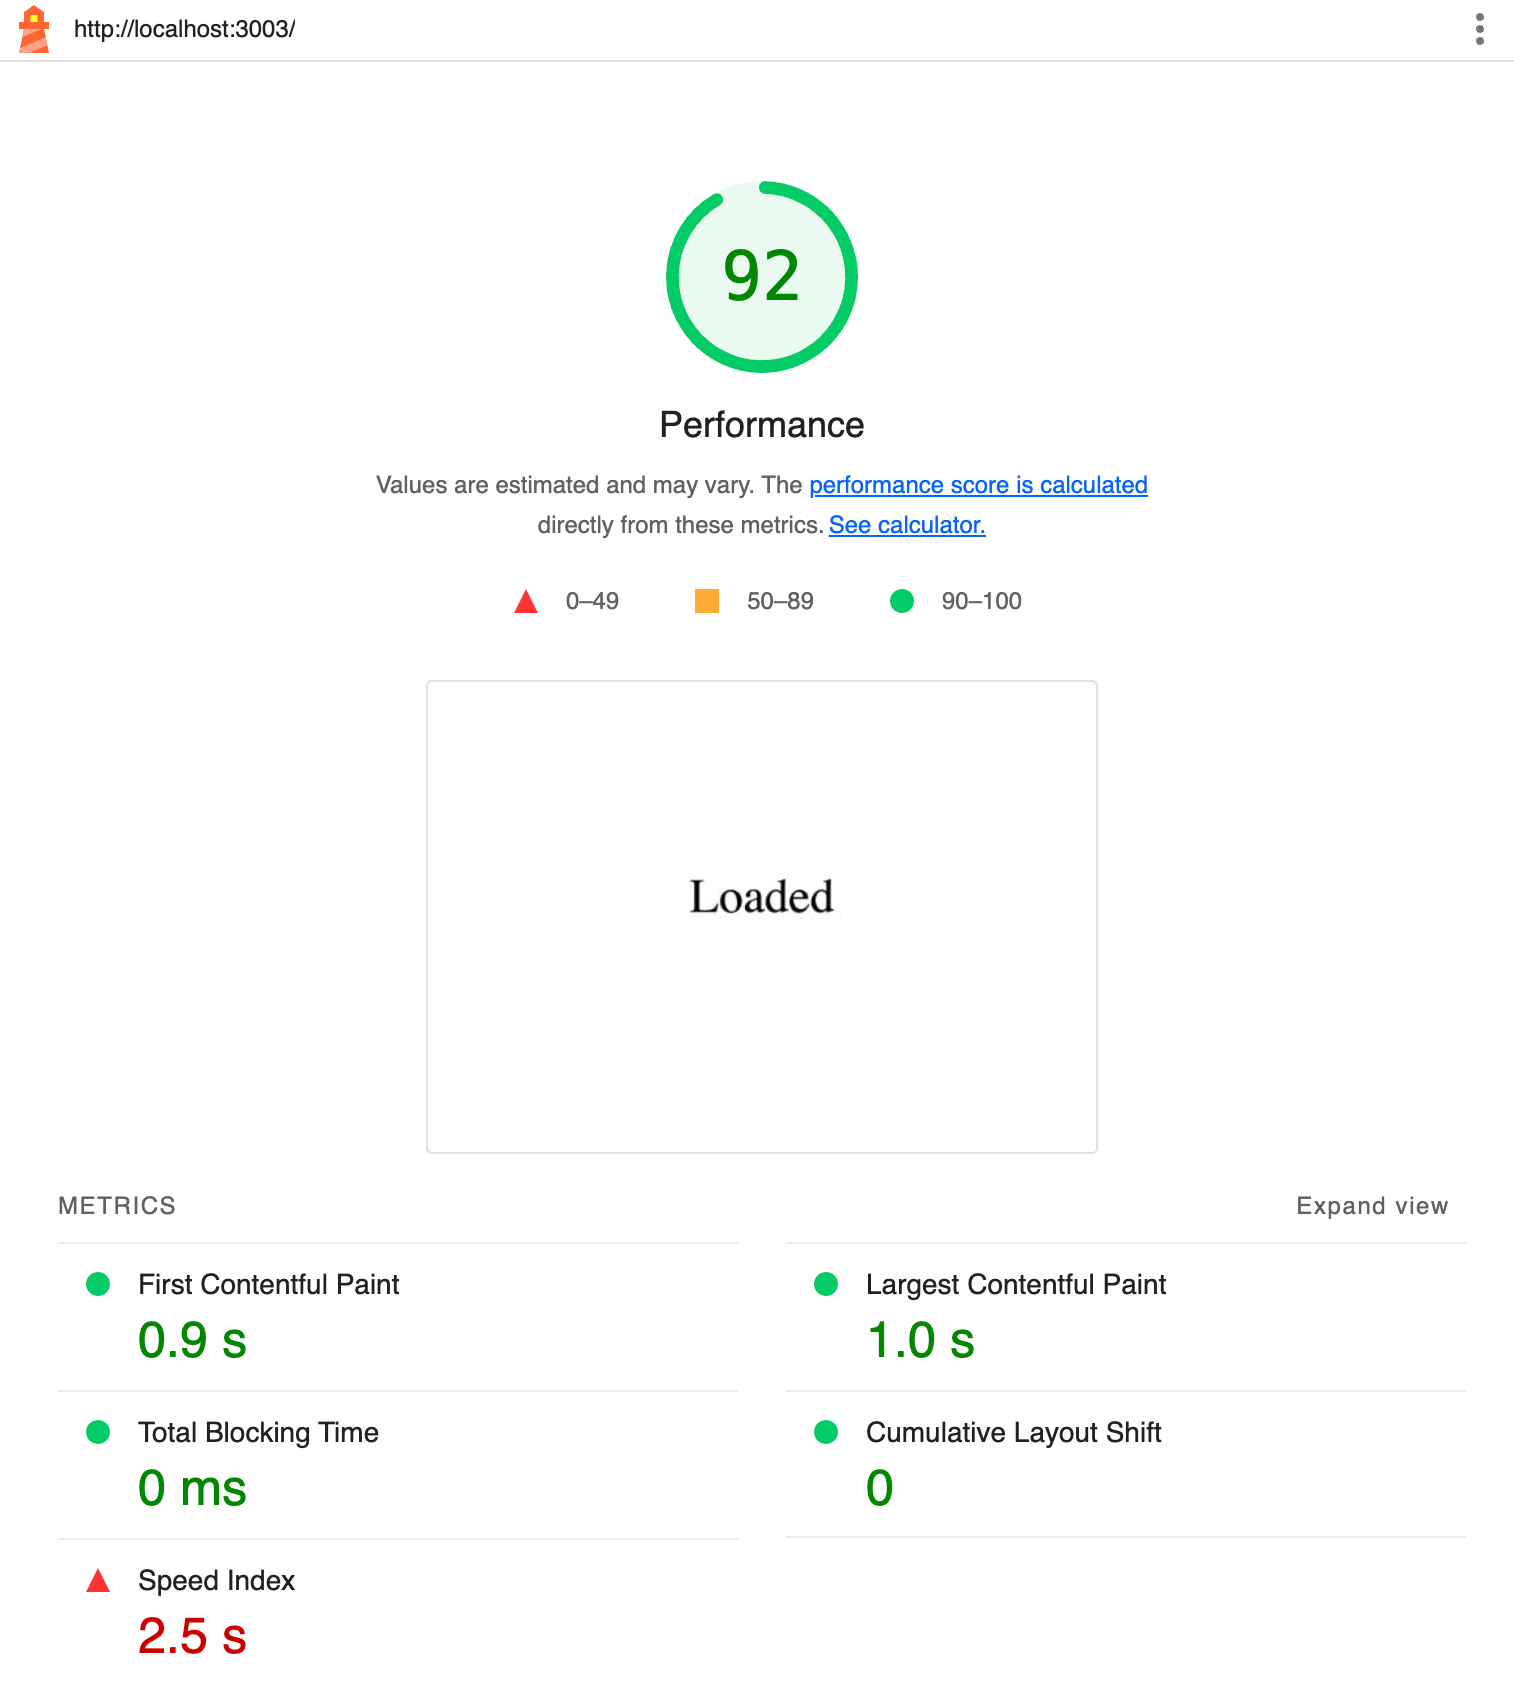 http://localhost:3003/
92
Performance
Values are estimated and may vary. The performance score is calculated
directly from these metrics. See calculator.
0–49
50–89
90–100
Loaded
METRICS
Expand view
First Contentful Paint
0.9 s
Largest Contentful Paint
1.0 s
Total Blocking Time
0 ms
Cumulative Layout Shift
0
Speed Index
2.5 s